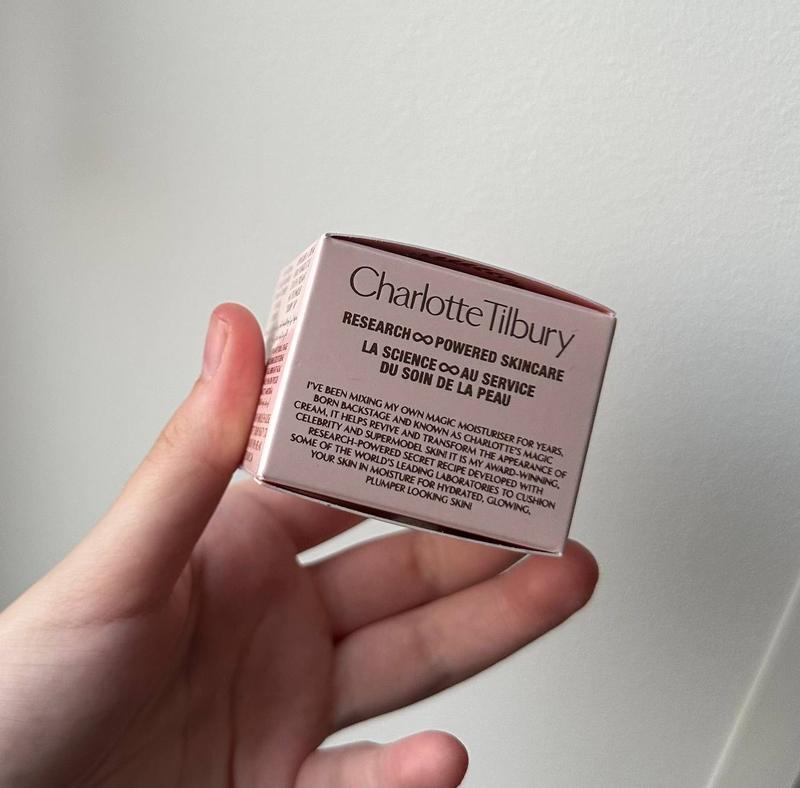 Charlotte Tilbury
RESEARCH∞POWERED SKINCARE
LA SCIENCE∞AU SERVICE
DU SOIN DE LA PEAU
I'VE BEEN MIXING MY OWN MAGIC MOISTURISER FOR YEARS,
BORN BACKSTAGE AND KNOWN AS CHARLOTTE'S MAGIC
CREAM, IT HELPS REVIVE AND TRANSFORM THE APPEARANCE OF
CELEBRITY AND SUPERMODEL SKIN! IT IS MY AWARD-WINNING,
RESEARCH-POWERED SECRET RECIPE DEVELOPED WITH
SOME OF THE WORLD'S LEADING LABORATORIES TO CUSHION
YOUR SKIN IN MOISTURE FOR HYDRATED, GLOWING,
PLUMPER LOOKING SKIN!